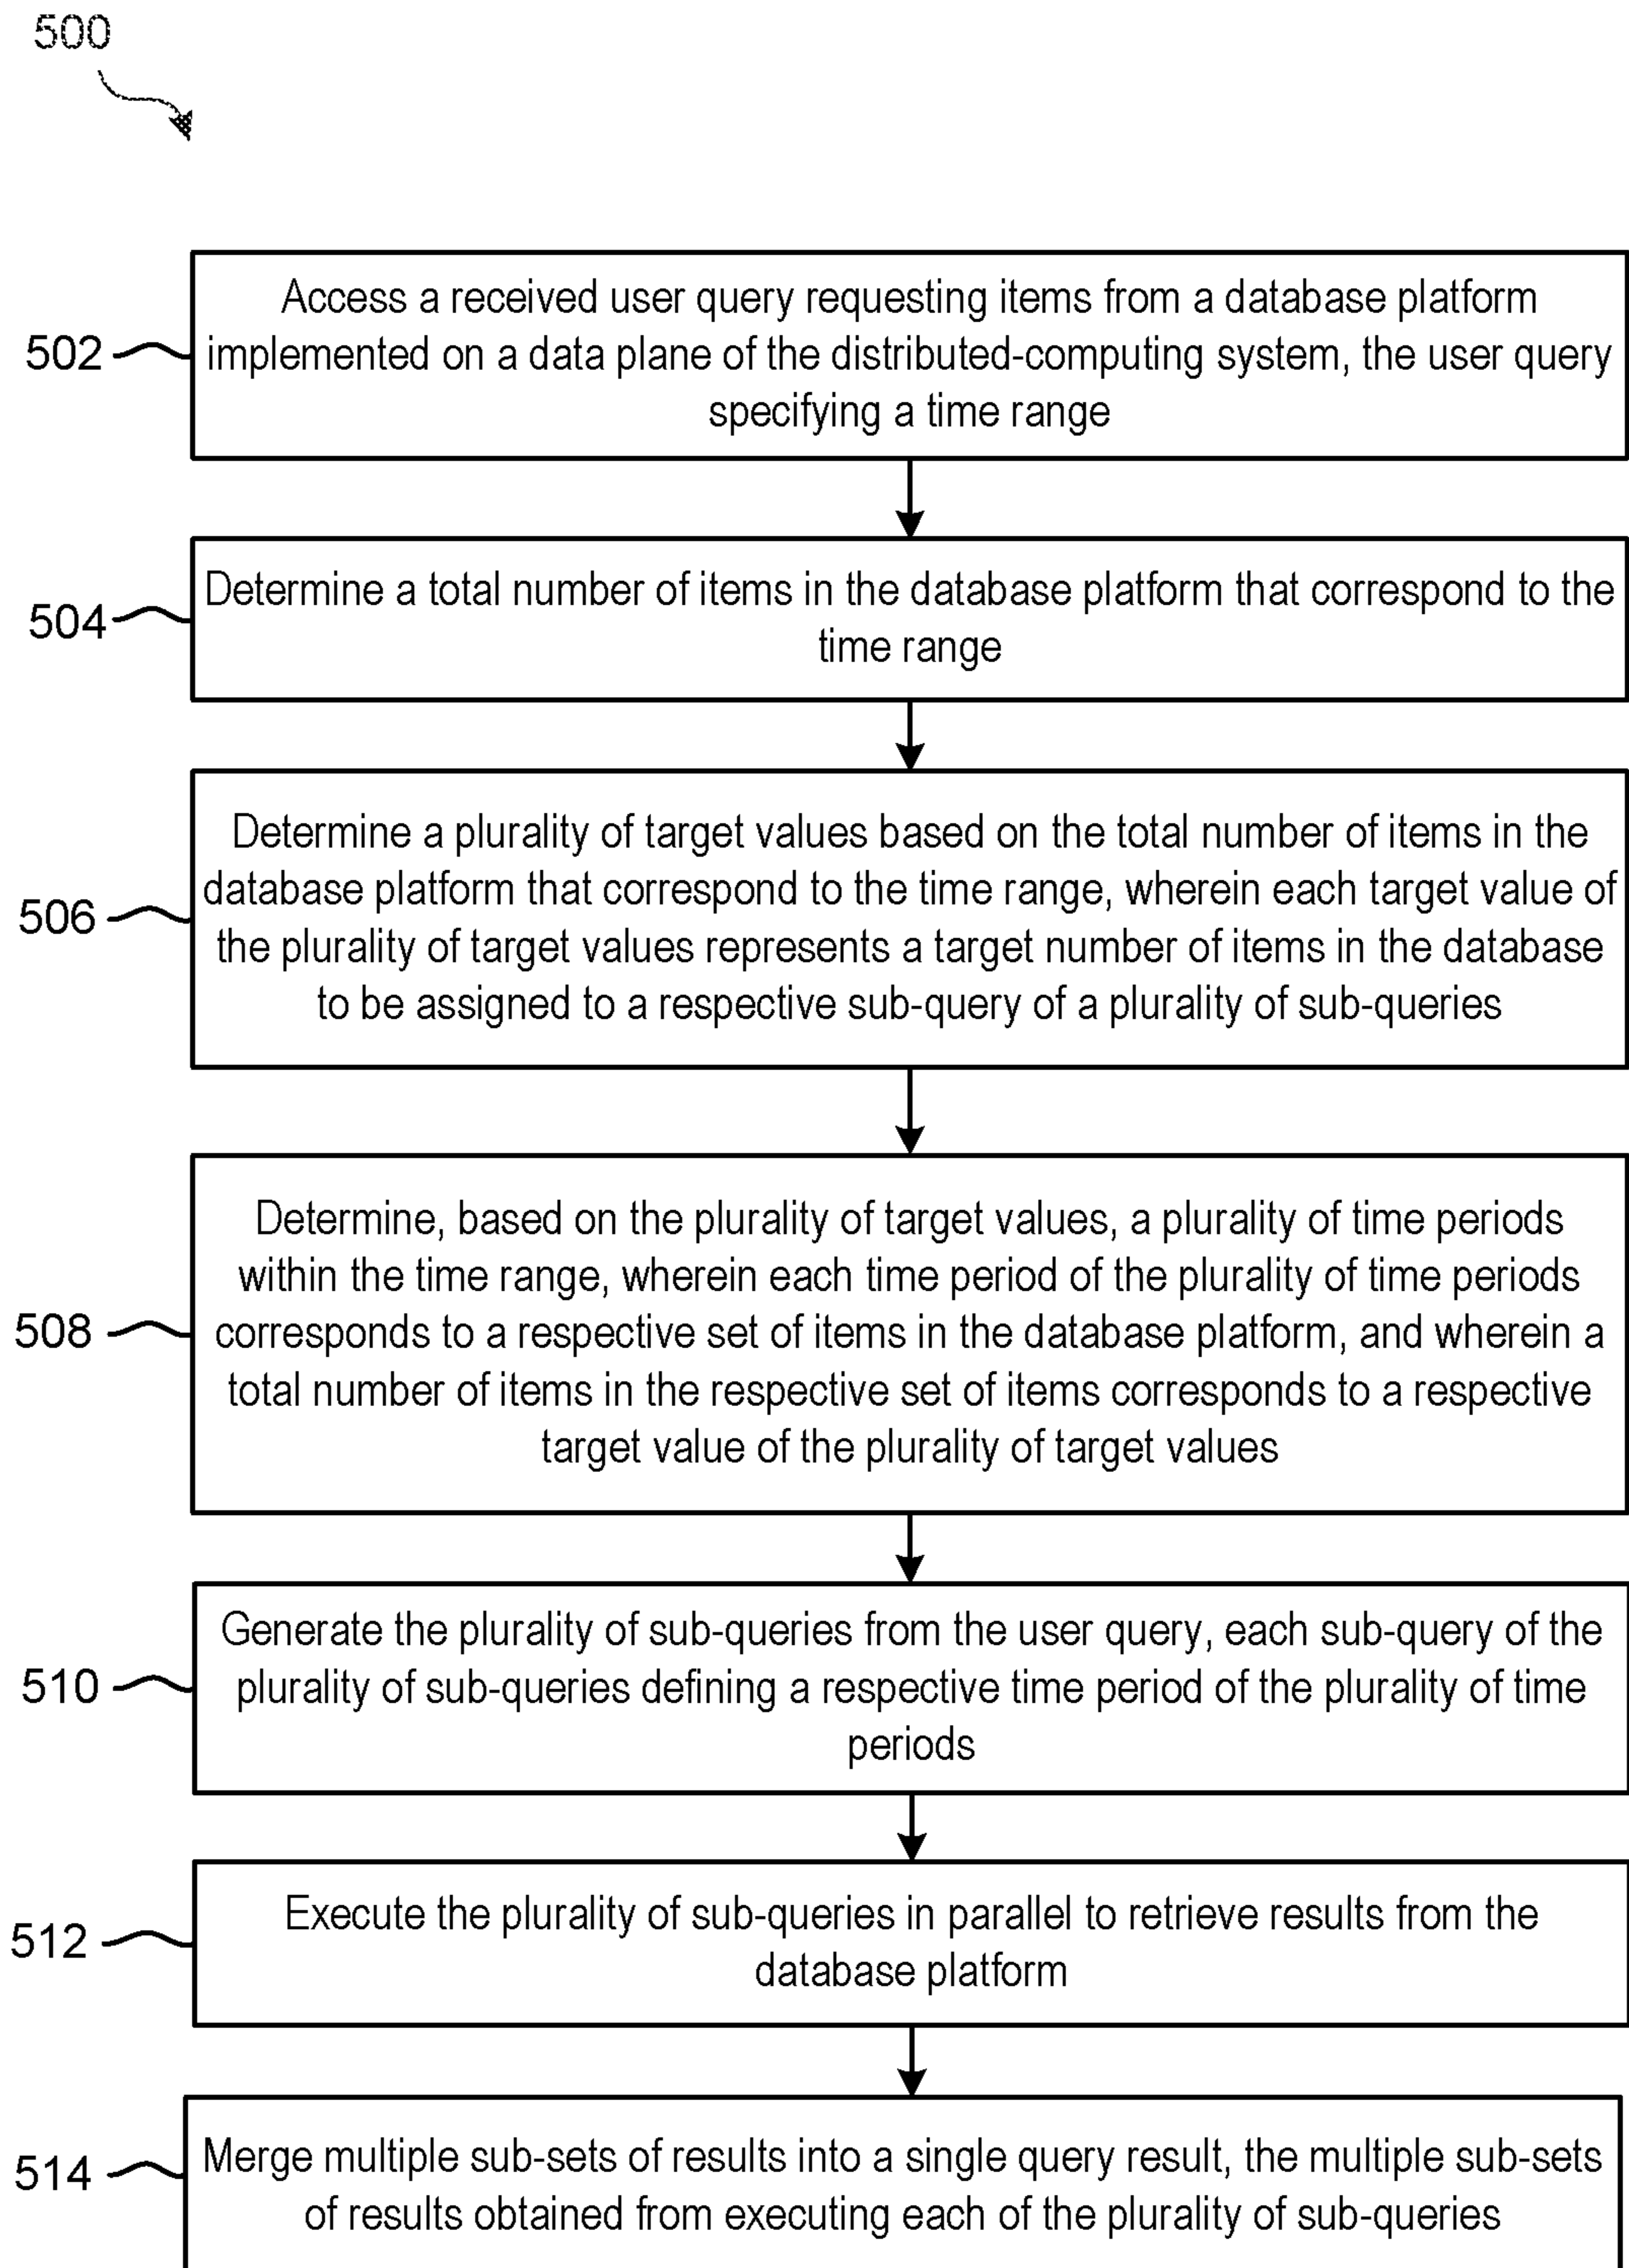 500
502
Access a received user query requesting items from a database platform
implemented on a data plane of the distributed-computing system, the user query
specifying a time range
504
Determine a total number of items in the database platform that correspond to the
time range
506
Determine a plurality of target values based on the total number of items in the
database platform that correspond to the time range, wherein each target value of
the plurality of target values represents a target number of items in the database
to be assigned to a respective sub-query of a plurality of sub-queries
508
Determine, based on the plurality of target values, a plurality of time periods
within the time range, wherein each time period of the plurality of time periods
corresponds to a respective set of items in the database platform, and wherein a
total number of items in the respective set of items corresponds to a respective
target value of the plurality of target values
510
Generate the plurality of sub-queries from the user query, each sub-query of the
plurality of sub-queries defining a respective time period of the plurality of time
periods
512
Execute the plurality of sub-queries in parallel to retrieve results from the
database platform
514
Merge multiple sub-sets of results into a single query result, the multiple sub-sets
of results obtained from executing each of the plurality of sub-queries